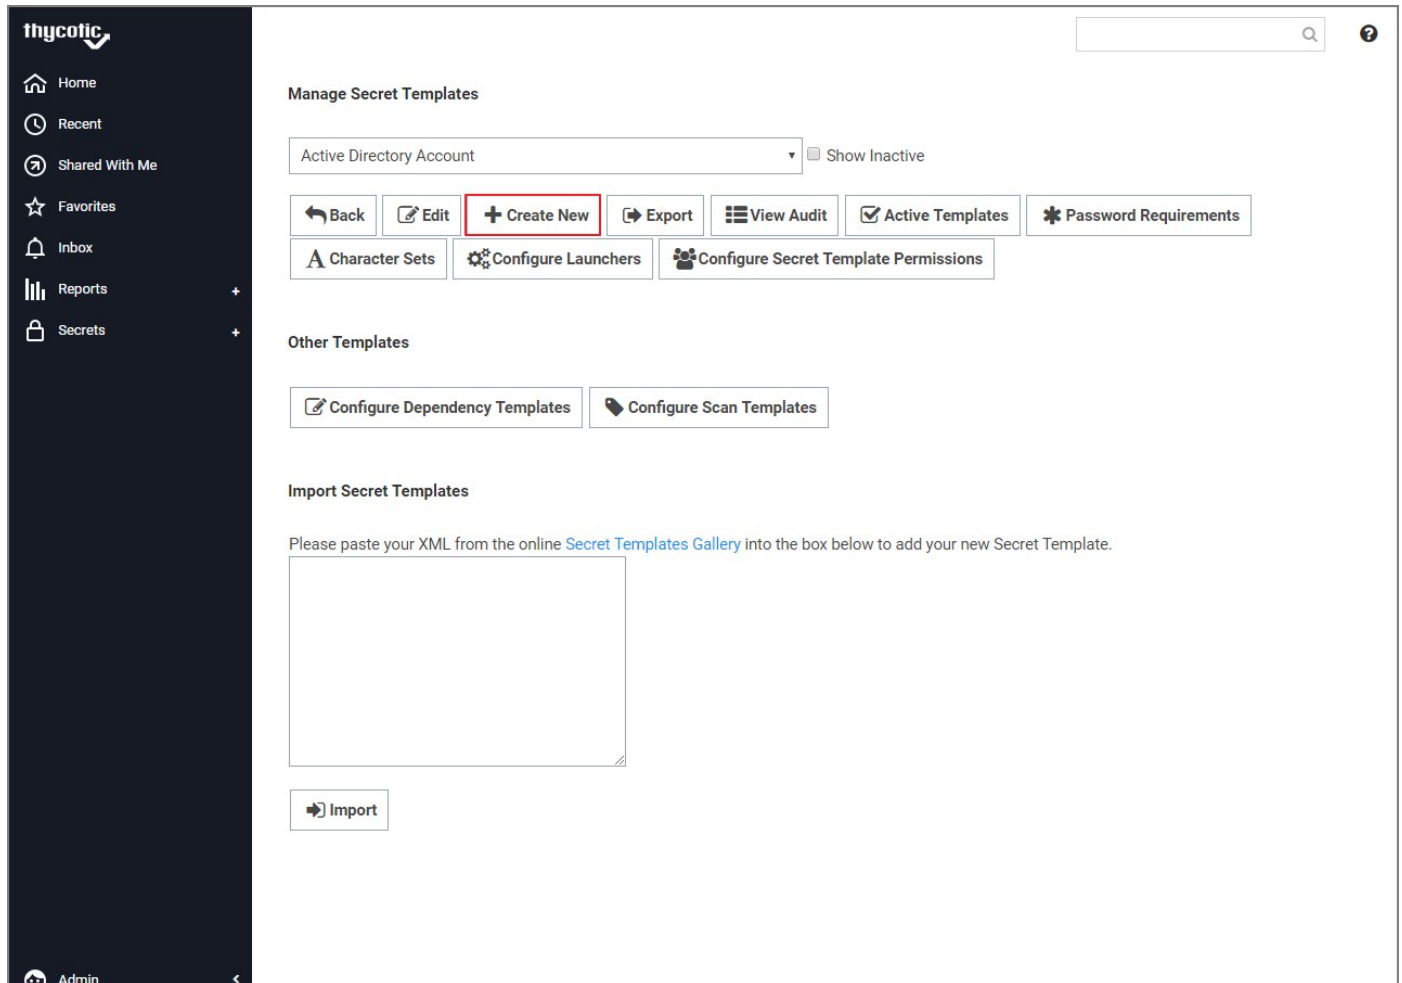 thycotic
Home
Recent
Shared With Me
Favorites
Inbox
Reports +
Secrets +
Admin
Manage Secret Templates
Active Directory Account
Show Inactive
Back Edit Create New Export View Audit Active Templates Password Requirements
Character Sets Configure Launchers Configure Secret Template Permissions
Other Templates
Configure Dependency Templates Configure Scan Templates
Import Secret Templates
Please paste your XML from the online Secret Templates Gallery into the box below to add your new Secret Template.
Import